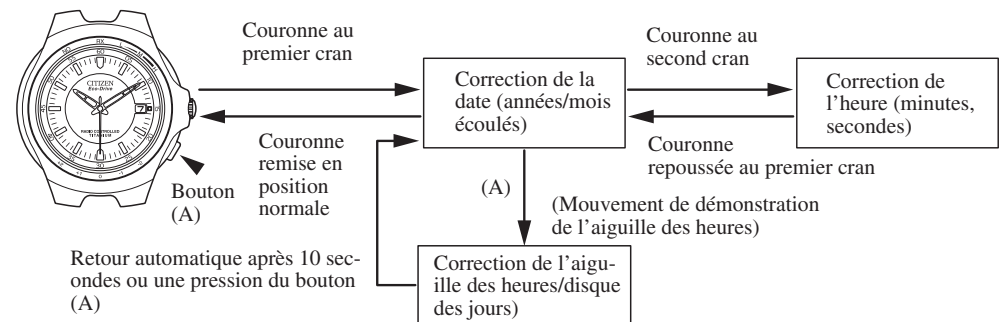 Couronne au
premier cran
Couronne au
second cran
CITIZEN
Eco-Drive
RADIO CONTROLLED
TITANIUM
Correction de la
date (années/mois
écoulés)
Correction de
l’heure (minutes,
secondes)
Couronne
remise en
position
normale
Couronne
repoussée au premier cran
Bouton
(A)
(A)
(Mouvement de démonstration
de l’aiguille des heures)
Retour automatique après 10 sec-
ondes ou une pression du bouton
(A)
Correction de l’aigu-
ille des heures/disque
des jours)